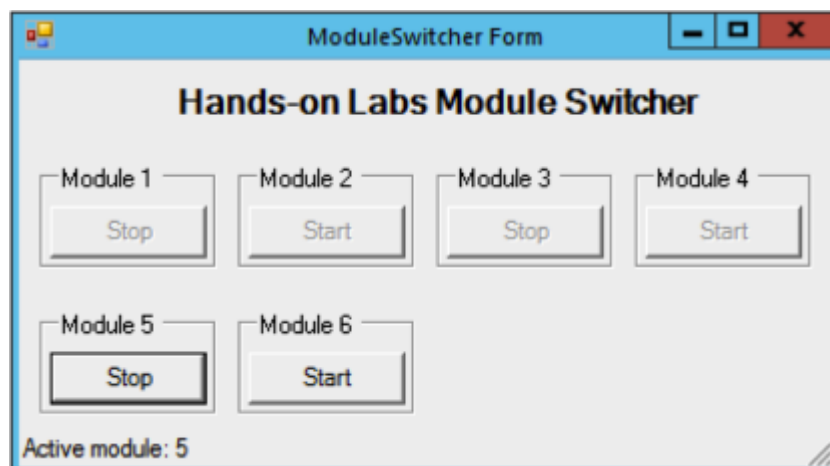 ModuleSwitcher Form
Hands-on Labs Module Switcher
Module 1 Module 2 Module 3 Module 4
Stop Start Stop Start
Module 5 Module 6
Stop Start
Active module: 5